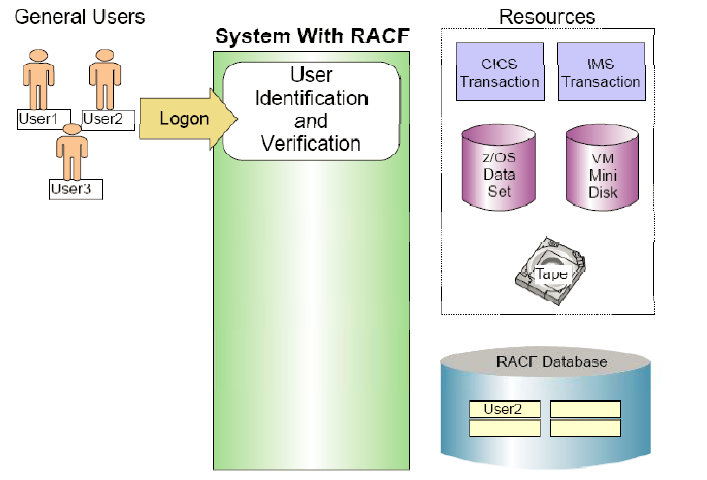 General Users
User1
User2
User3
Logon
System With RACF
User
Identification
and
Verification
Resources
CICS
Transaction
IMS
Transaction
z/OS
Data
Set
VM
Mini
Disk
Tape
RACF Database
User2